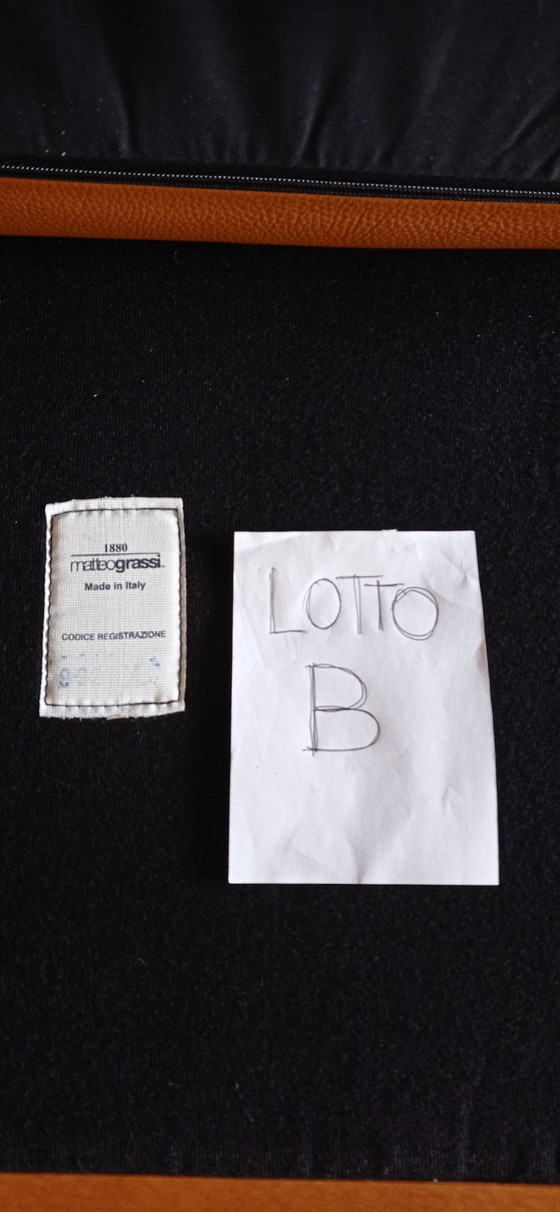 1880
matteograssi
Made in Italy
CODICE REGISTRAZIONE
LOTTO
B